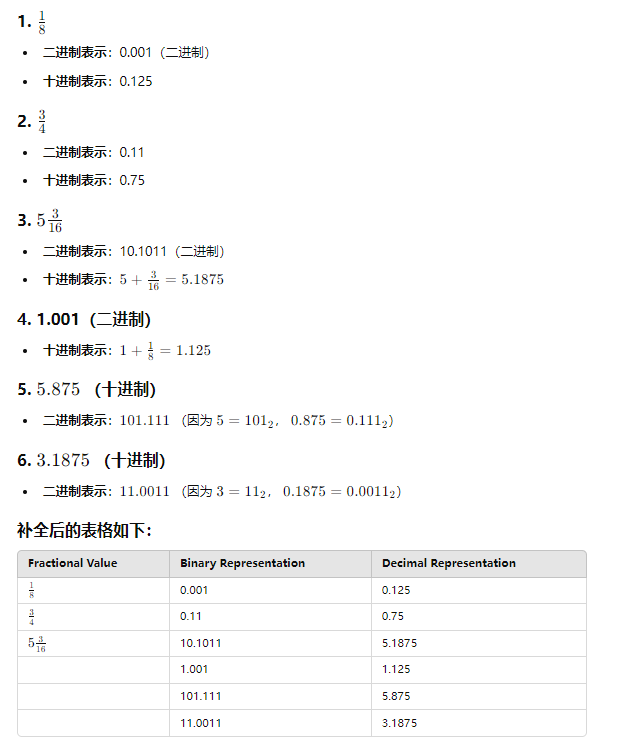 1. 1/8
• 二进制表示：0.001（二进制）
• 十进制表示：0.125
2. 3/4
• 二进制表示：0.11
• 十进制表示：0.75
3. 5 3/16
• 二进制表示：10.1011（二进制）
• 十进制表示：5 + 3/16 = 5.1875
4. 1.001（二进制）
• 十进制表示：1 + 1/8 = 1.125
5. 5.875 （十进制）
• 二进制表示：101.111 （因为 5 = 101₂， 0.875 = 0.111₂）
6. 3.1875 （十进制）
• 二进制表示：11.0011 （因为 3 = 11₂， 0.1875 = 0.0011₂）
补全后的表格如下：
Fractional Value Binary Representation Decimal Representation
1/8 0.001 0.125
3/4 0.11 0.75
5 3/16 10.1011 5.1875
1.001 1.125
101.111 5.875
11.0011 3.1875